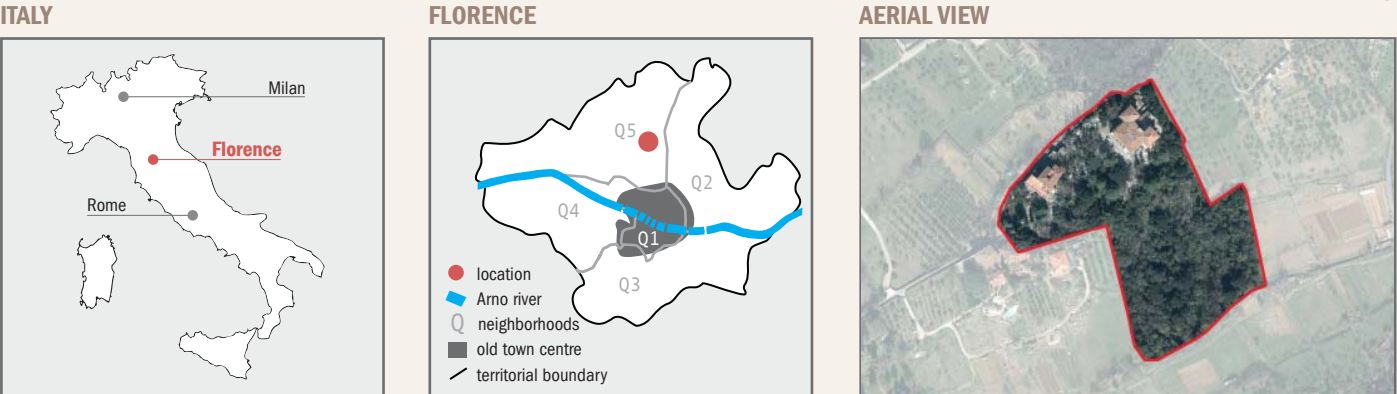 ITALY
Milan
Florence
Rome
FLORENCE
Q5
Q2
Q4
Q1
Q3
location
Arno river
Q neighborhoods
old town centre
territorial boundary
AERIAL VIEW